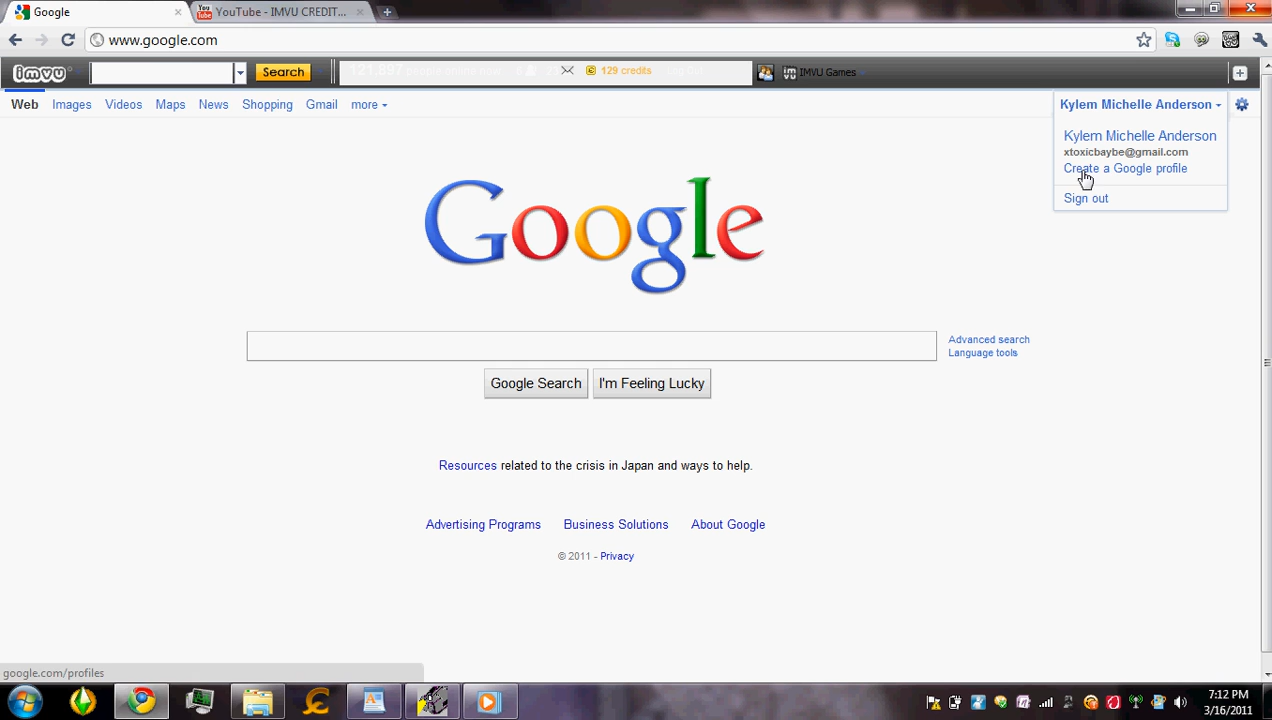 Google
YouTube - IMVU CREDIT...
www.google.com
imvu
Search
129 credits
IMVU Games
Web Images Videos Maps News Shopping Gmail more
Kylem Michelle Anderson
Kylem Michelle Anderson
xtoxicbaybe@gmail.com
Create a Google profile
Sign out
Google
Advanced search
Language tools
Google Search
I'm Feeling Lucky
Resources related to the crisis in Japan and ways to help.
Advertising Programs Business Solutions About Google
© 2011 - Privacy
google.com/profiles
7:12 PM
3/16/2011